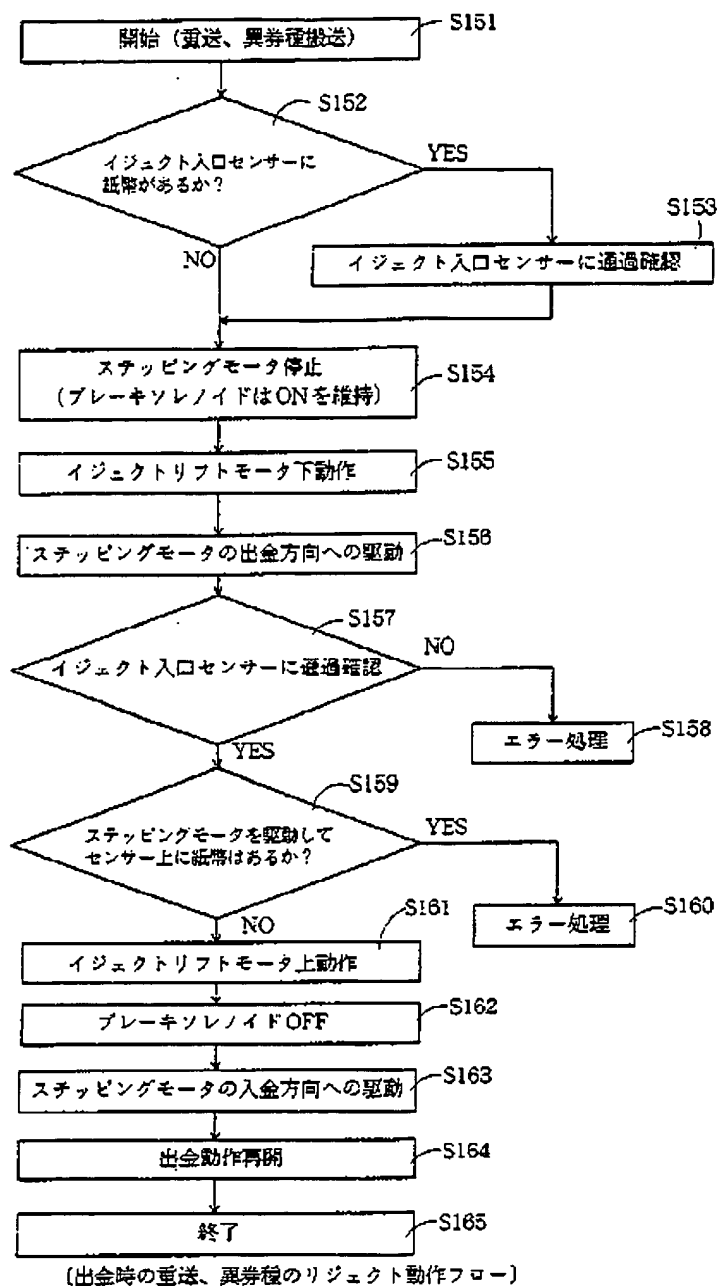 S151
開始（重送、異券種搬送）
S152
イジェクト入口センサーに
紙幣があるか？
YES
NO
S153
イジェクト入口センサーに通過確認
ステッピングモータ停止
（ブレーキソレノイドはONを維持）
S154
イジェクトリフトモータ下動作
S155
ステッピングモータの出金方向への駆動
S156
S157
イジェクト入口センサーに通過確認
NO
YES
エラー処理
S158
S159
ステッピングモータを駆動して
センサー上に紙幣はあるか？
YES
NO
エラー処理
S160
S161
イジェクトリフトモータ上動作
ブレーキソレノイドOFF
S162
ステッピングモータの入金方向への駆動
S163
出金動作再開
S164
終了
S165
〔出金時の重送、異券種のリジェクト動作フロー〕